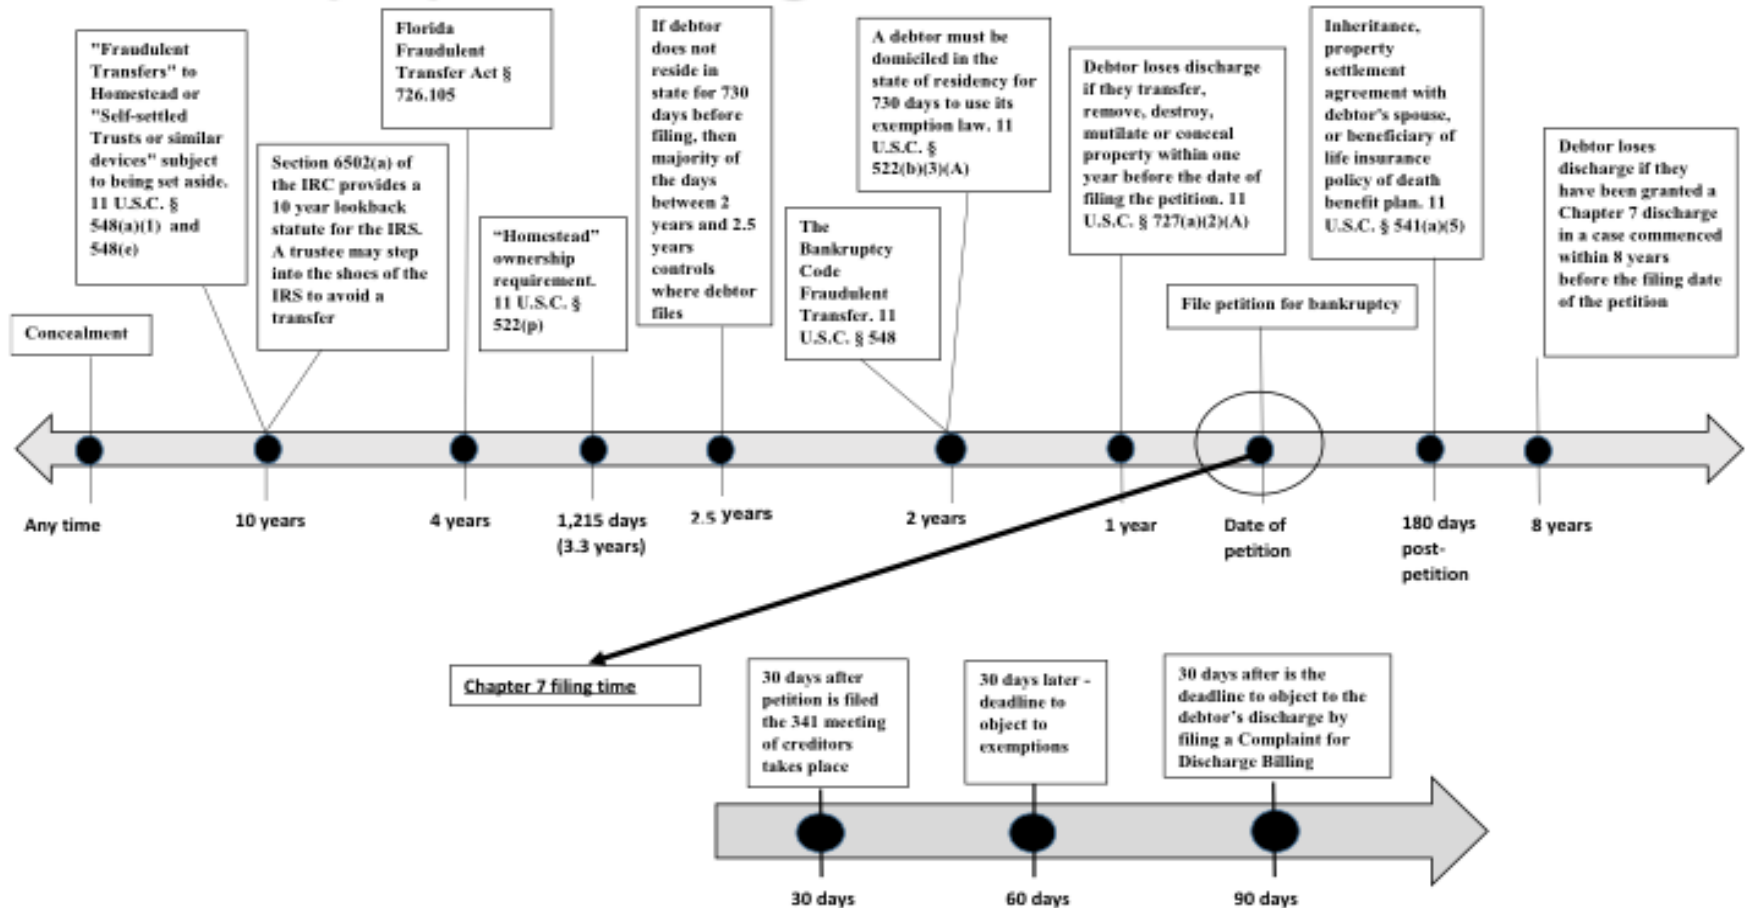 "Fraudulent
Transfers" to
Homestead or
"Self-settled
Trusts or similar
devices" subject
to being set aside.
11 U.S.C. §
548(a)(1) and
548(e)
Florida
Fraudulent
Transfer Act §
726.105
If debtor
does not
reside in
state for 730
days before
filing, then
majority of
the days
between 2
years and 2.5
years
controls
where debtor
files
A debtor must be
domiciled in the
state of residency for
730 days to use its
exemption law. 11
U.S.C. §
522(b)(3)(A)
Debtor loses discharge
if they transfer,
remove, destroy,
mutilate or conceal
property within one
year before the date of
filing the petition. 11
U.S.C. § 727(a)(2)(A)
Inheritance,
property
settlement
agreement with
debtor's spouse,
or beneficiary of
life insurance
policy of death
benefit plan. 11
U.S.C. § 541(a)(5)
Debtor loses
discharge if they
have been granted a
Chapter 7 discharge
in a case commenced
within 8 years
before the filing date
of the petition
Concealment
Section 6502(a) of
the IRC provides a
10 year lookback
statute for the IRS.
A trustee may step
into the shoes of the
IRS to avoid a
transfer
“Homestead”
ownership
requirement.
11 U.S.C. §
522(p)
The
Bankruptcy
Code
Fraudulent
Transfer. 11
U.S.C. § 548
File petition for bankruptcy
Any time
10 years
4 years
1,215 days
(3.3 years)
2.5 years
2 years
1 year
Date of
petition
180 days
post-
petition
8 years
Chapter 7 filing time
30 days after
petition is filed
the 341 meeting
of creditors
takes place
30 days later -
deadline to
object to
exemptions
30 days after is the
deadline to object to the
debtor's discharge by
filing a Complaint for
Discharge Billing
30 days
60 days
90 days